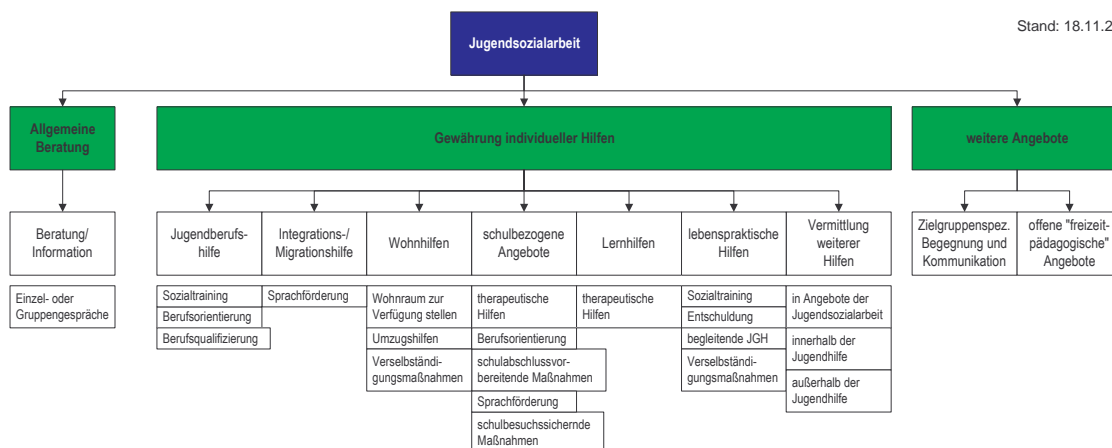 Stand: 18.11.2
Jugendsozialarbeit
Allgemeine
Beratung
Gewährung individueller Hilfen
weitere Angebote
Beratung/
Information
Jugendberufs-
hilfe
Integrations-/
Migrationshilfe
Wohnhilfen
schulbezogene
Angebote
Lernhilfen
lebenspraktische
Hilfen
Vermittlung
weiterer
Hilfen
Zielgruppenspez.
Begegnung und
Kommunikation
offene "freizeit-
pädagogische"
Angebote
Einzel- oder
Gruppengespräche
Sozialtraining
Berufsorientierung
Berufsqualifizierung
Sprachförderung
Wohnraum zur
Verfügung stellen
Umzugshilfen
Verselbständi-
gungsmaßnahmen
therapeutische
Hilfen
Berufsorientierung
schulabschlussvor-
bereitende Maßnahmen
Sprachförderung
schulbesuchssichernde
Maßnahmen
therapeutische
Hilfen
Sozialtraining
Entschuldung
begleitende JGH
Verselbständi-
gungsmaßnahmen
in Angebote der
Jugendsozialarbeit
innerhalb der
Jugendhilfe
außerhalb der
Jugendhilfe